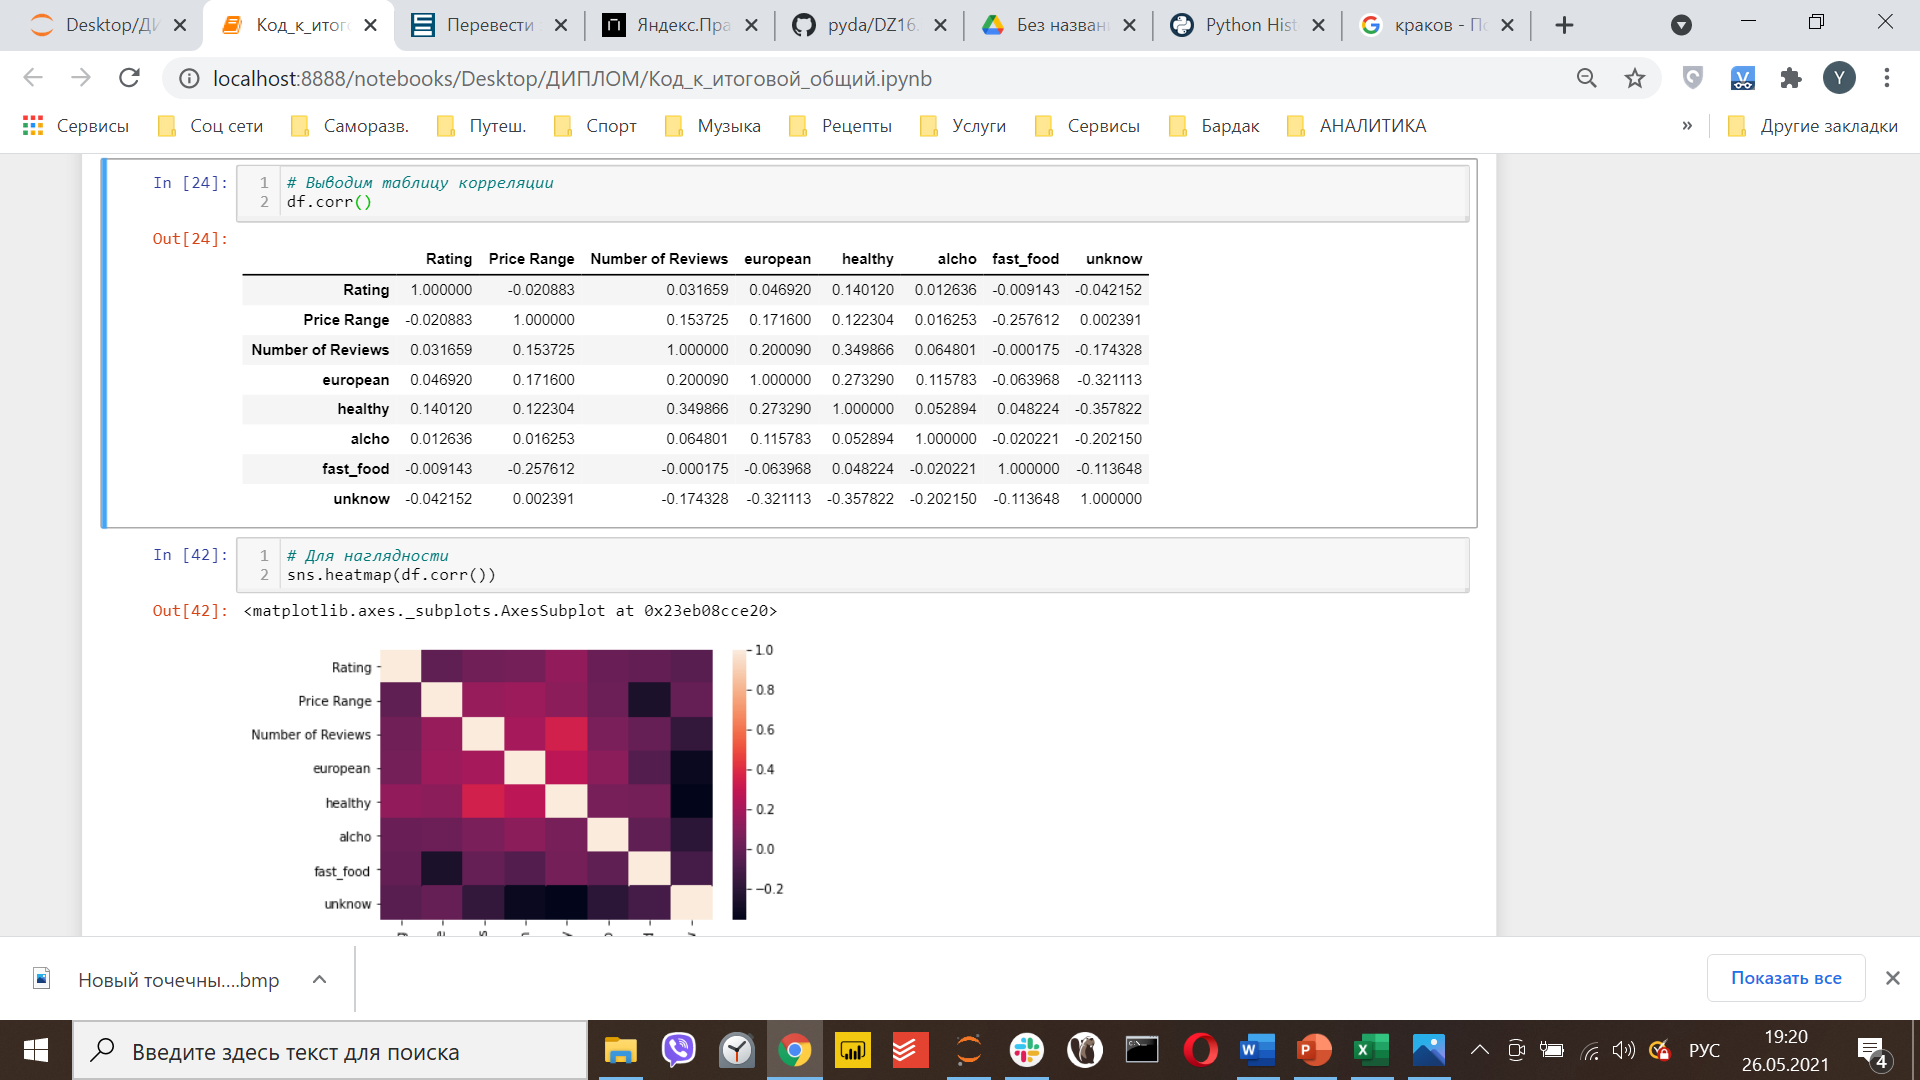 Desktop/ДИ
Код_к_итог
Перевести
Яндекс.Пра
pyda/DZ16.
Без назван
Python Hist
краков - По
localhost:8888/notebooks/Desktop/ДИПЛОМ/Код_к_итоговой_общий.ipynb
Y
Сервисы
Соц сети
Саморазв.
Путеш.
Спорт
Музыка
Рецепты
Услуги
Сервисы
Бардак
АНАЛИТИКА
»
Другие закладки
In [24]:
1 # Выводим таблицу корреляции
2 df.corr()
Out[24]:
Rating Price Range Number of Reviews european healthy alcho fast_food unknow
Rating 1.000000 -0.020883 0.031659 0.046920 0.140120 0.012636 -0.009143 -0.042152
Price Range -0.020883 1.000000 0.153725 0.171600 0.122304 0.016253 -0.257612 0.002391
Number of Reviews 0.031659 0.153725 1.000000 0.200090 0.349866 0.064801 -0.000175 -0.174328
european 0.046920 0.171600 0.200090 1.000000 0.273290 0.115783 -0.063968 -0.321113
healthy 0.140120 0.122304 0.349866 0.273290 1.000000 0.052894 0.048224 -0.357822
alcho 0.012636 0.016253 0.064801 0.115783 0.052894 1.000000 -0.020221 -0.202150
fast_food -0.009143 -0.257612 -0.000175 -0.063968 0.048224 -0.020221 1.000000 -0.113648
unknow -0.042152 0.002391 -0.174328 -0.321113 -0.357822 -0.202150 -0.113648 1.000000
In [42]:
1 # Для наглядности
2 sns.heatmap(df.corr())
Out[42]: <matplotlib.axes._subplots.AxesSubplot at 0x23eb08cce20>
Rating
Price Range
Number of Reviews
european
healthy
alcho
fast_food
unknow
1.0
0.8
0.6
0.4
0.2
0.0
−0.2
Новый точечны....bmp
Показать все
Введите здесь текст для поиска
РУС
19:20
26.05.2021
4